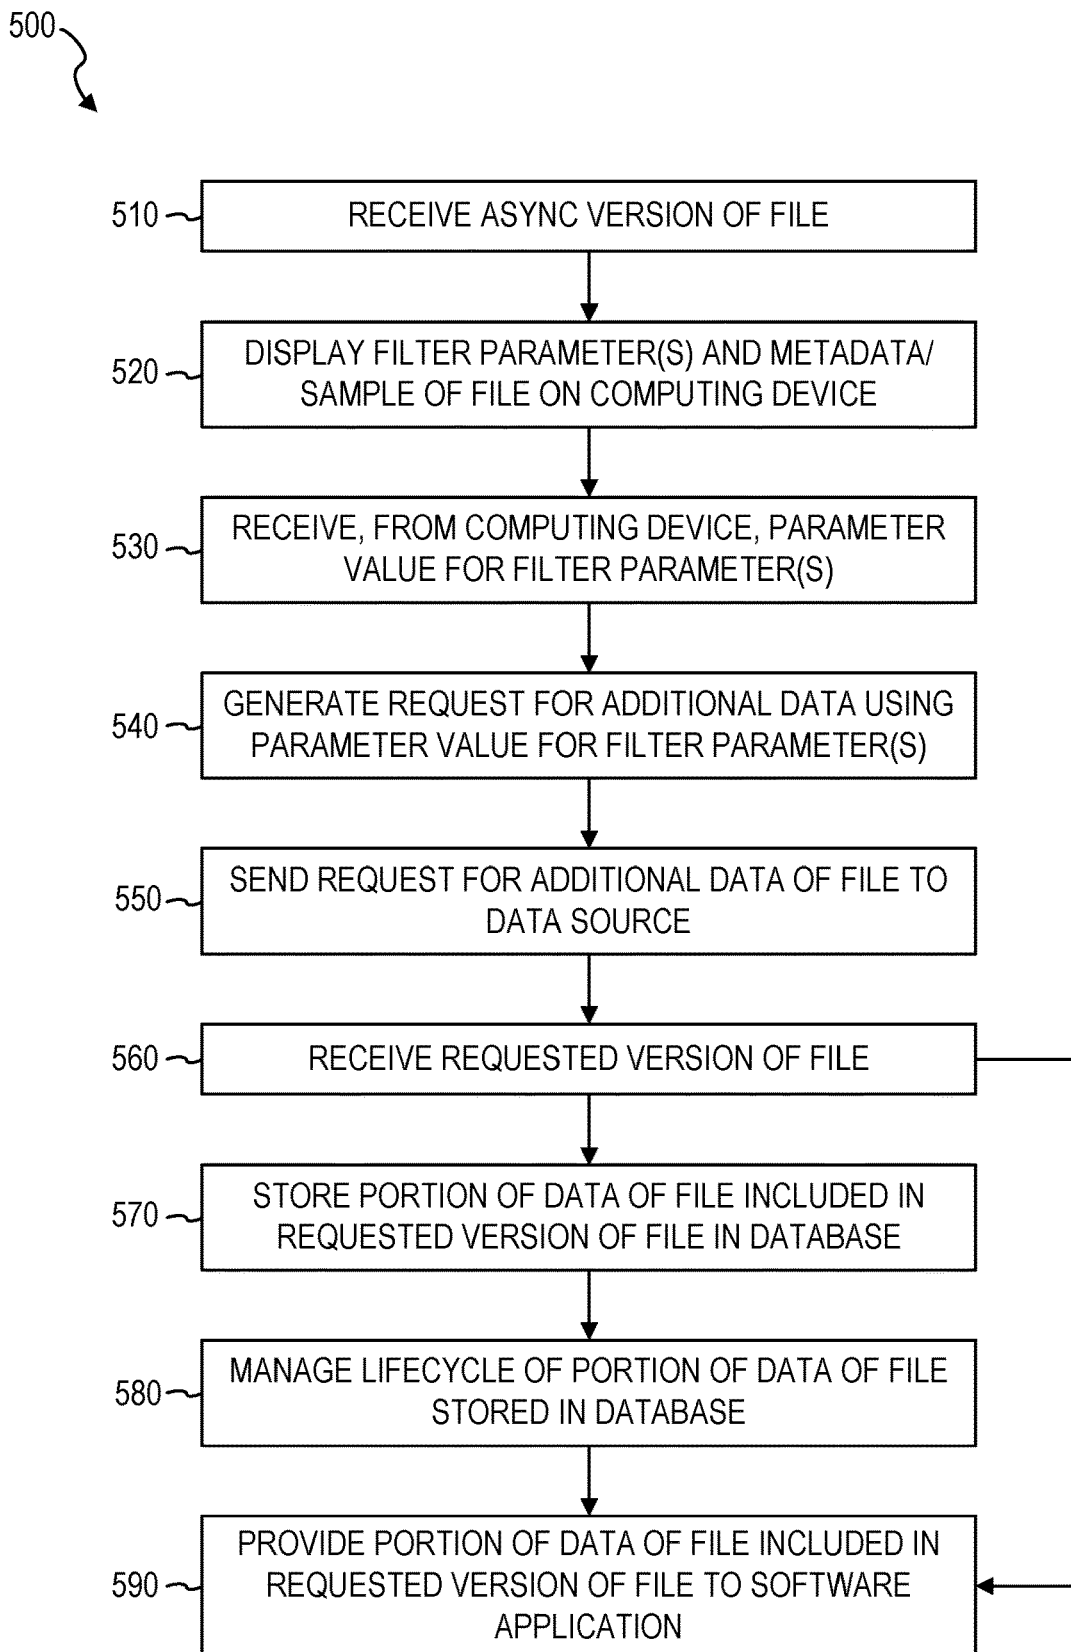 500
510
RECEIVE ASYNC VERSION OF FILE
520
DISPLAY FILTER PARAMETER(S) AND METADATA/
SAMPLE OF FILE ON COMPUTING DEVICE
530
RECEIVE, FROM COMPUTING DEVICE, PARAMETER
VALUE FOR FILTER PARAMETER(S)
540
GENERATE REQUEST FOR ADDITIONAL DATA USING
PARAMETER VALUE FOR FILTER PARAMETER(S)
550
SEND REQUEST FOR ADDITIONAL DATA OF FILE TO
DATA SOURCE
560
RECEIVE REQUESTED VERSION OF FILE
570
STORE PORTION OF DATA OF FILE INCLUDED IN
REQUESTED VERSION OF FILE IN DATABASE
580
MANAGE LIFECYCLE OF PORTION OF DATA OF FILE
STORED IN DATABASE
590
PROVIDE PORTION OF DATA OF FILE INCLUDED IN
REQUESTED VERSION OF FILE TO SOFTWARE
APPLICATION